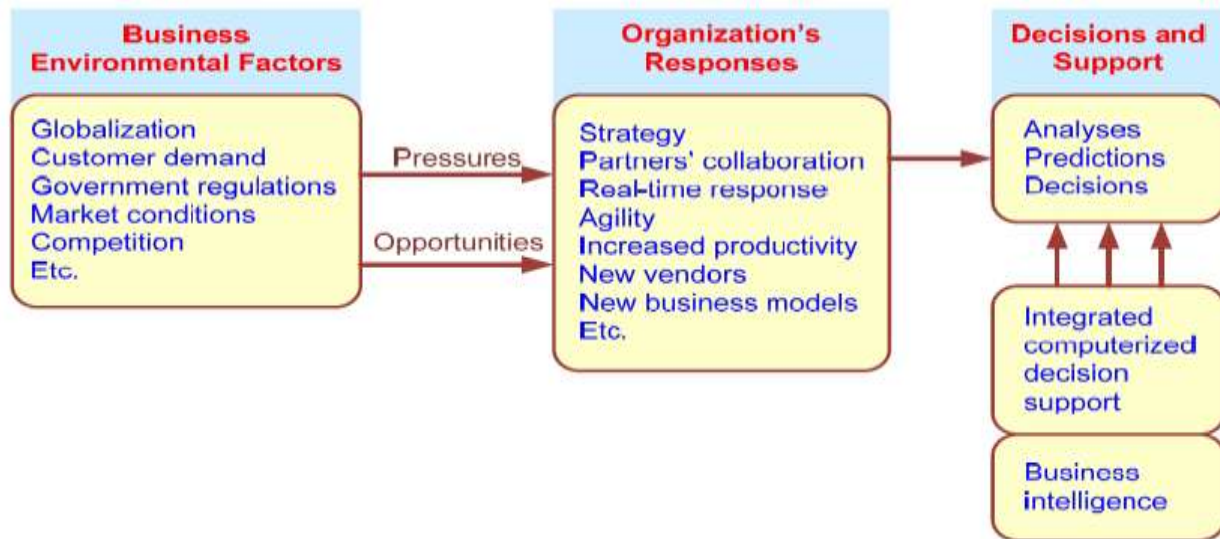 Business
Environmental Factors
Globalization
Customer demand
Government regulations
Market conditions
Competition
Etc.
Pressures
Opportunities
Organization's
Responses
Strategy
Partners' collaboration
Real-time response
Agility
Increased productivity
New vendors
New business models
Etc.
Decisions and
Support
Analyses
Predictions
Decisions
Integrated
computerized
decision
support
Business
intelligence